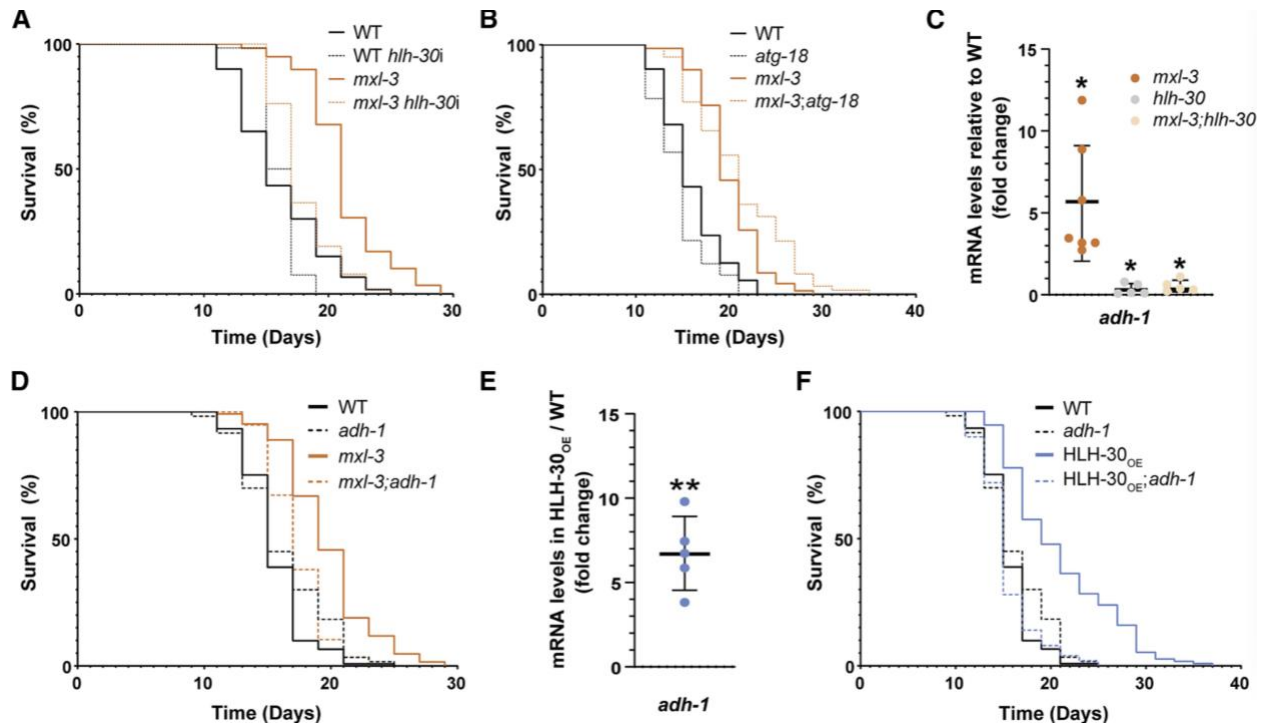 A
WT
WT hlh-30i
mxl-3
mxl-3 hlh-30i
Survival (%)
100
50
0
0 10 20 30
Time (Days)
B
WT
atg-18
mxl-3
mxl-3;atg-18
Survival (%)
100
50
0
0 10 20 30 40
Time (Days)
C
mRNA levels relative to WT
(fold change)
15
10
5
0
*
*
*
mxl-3
hlh-30
mxl-3;hlh-30
adh-1
D
WT
adh-1
mxl-3
mxl-3;adh-1
Survival (%)
100
50
0
0 10 20 30
Time (Days)
E
mRNA levels in HLH-30OE / WT
(fold change)
15
10
5
0
**
adh-1
F
WT
adh-1
HLH-30OE
HLH-30OE;adh-1
Survival (%)
100
50
0
0 10 20 30 40
Time (Days)